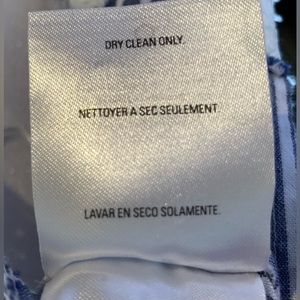 DRY CLEAN ONLY.
NETTOYER A SEC SEULEMENT.
LAVAR EN SECO SOLAMENTE.